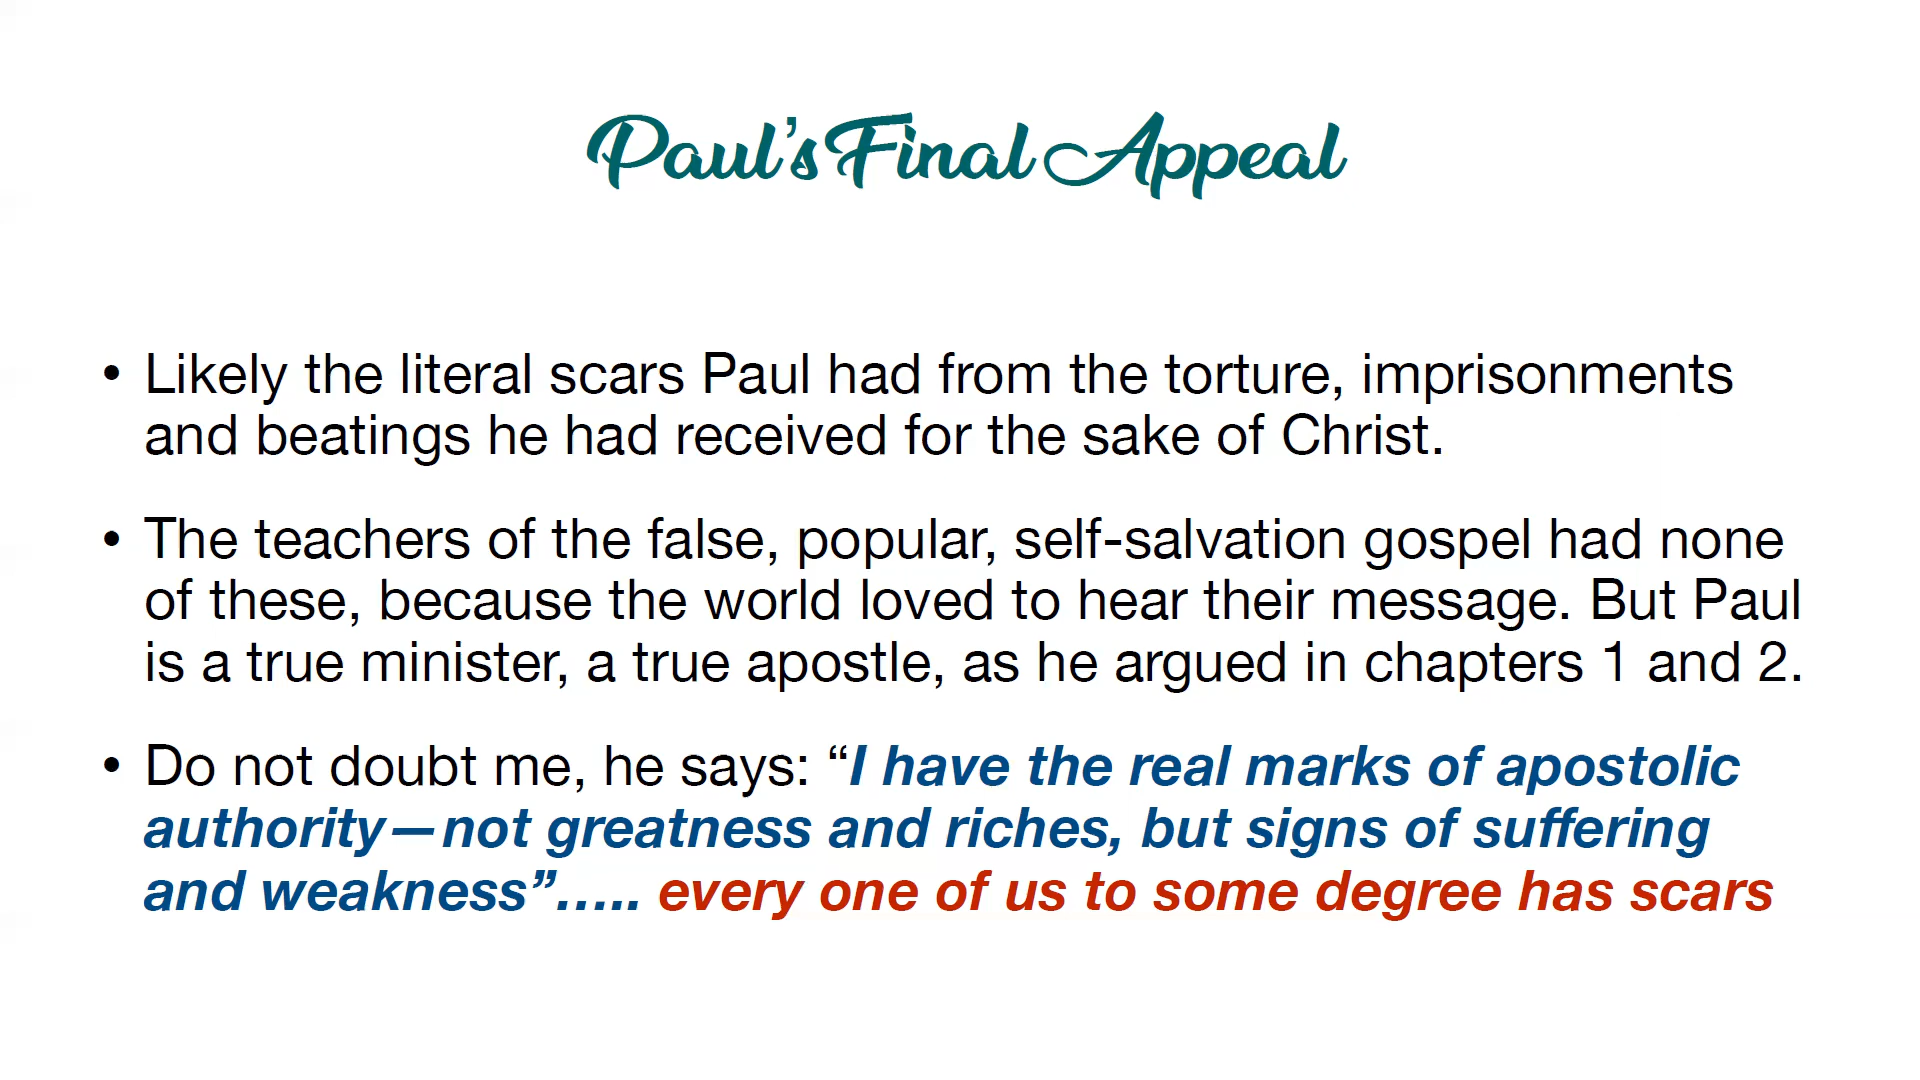 Paul’s Final Appeal
• Likely the literal scars Paul had from the torture, imprisonments
and beatings he had received for the sake of Christ.
• The teachers of the false, popular, self-salvation gospel had none
of these, because the world loved to hear their message. But Paul
is a true minister, a true apostle, as he argued in chapters 1 and 2.
• Do not doubt me, he says: “I have the real marks of apostolic
authority—not greatness and riches, but signs of suffering
and weakness”….. every one of us to some degree has scars